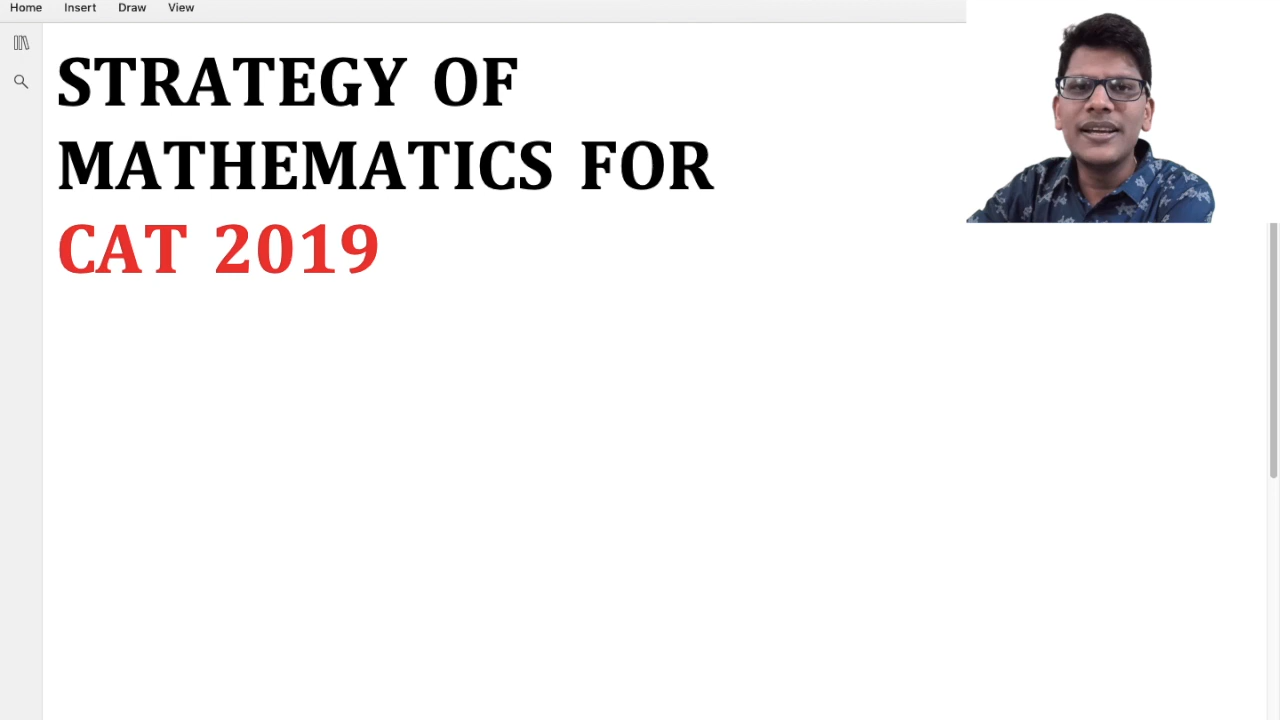 Home Insert Draw View
STRATEGY OF
MATHEMATICS FOR
CAT 2019